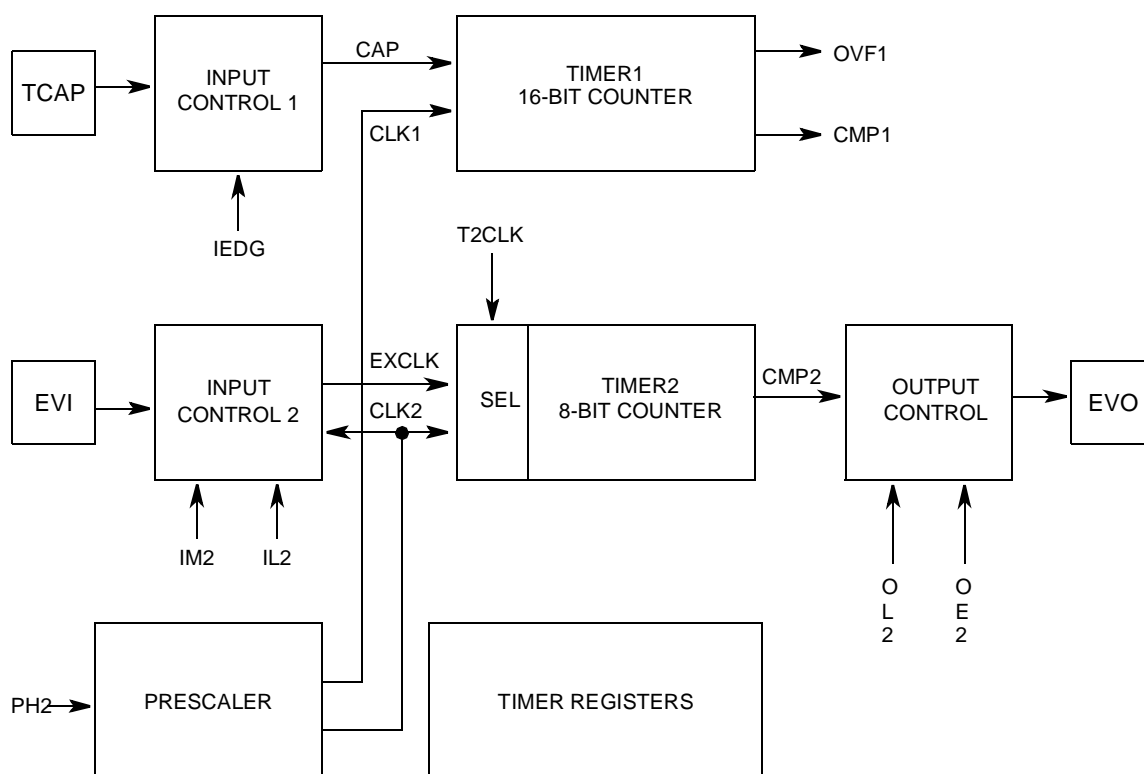 TCAP
INPUT
CONTROL 1
CAP
CLK1
TIMER1
16-BIT COUNTER
OVF1
CMP1
IEDG
T2CLK
EVI
INPUT
CONTROL 2
EXCLK
CLK2
SEL
TIMER2
8-BIT COUNTER
CMP2
OUTPUT
CONTROL
EVO
IM2
IL2
O
L
2
O
E
2
PH2
PRESCALER
TIMER REGISTERS